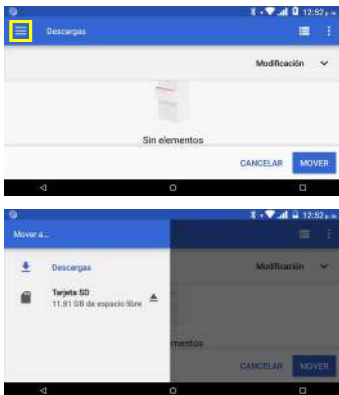 12:52 p.m.
Descargas
Modificación
Sin elementos
CANCELAR MOVER
12:52 p.m.
Mover a...
Descargas
Modificación
Tarjeta SD
11.81 GB de espacio libre
mentos
CANCELAR MOVER